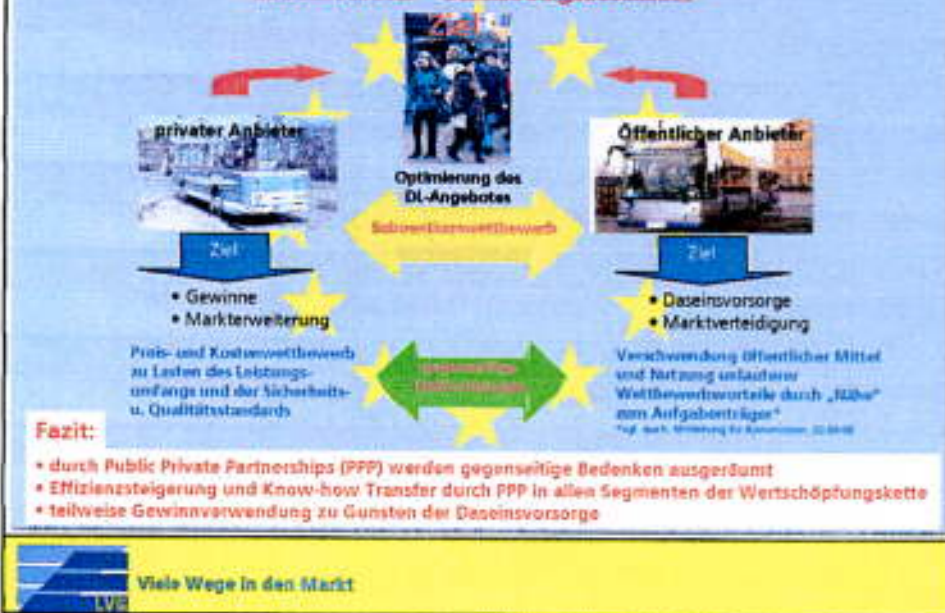 Ziel
privater Anbieter
Öffentlicher Anbieter
Optimierung des
DL-Angebotes
Ziel
Ziel
• Gewinne
• Markterweiterung
• Daseinsvorsorge
• Marktverteidigung
Preis- und Kostenwettbewerb
zu Lasten des Leistungs-
umfangs und der Sicherheits-
u. Qualitätsstandards
Verschwendung öffentlicher Mittel
und Nutzung unlauterer
Wettbewerbsvorteile durch „Nähe"
zum Aufgabenträger*
Fazit:
• durch Public Private Partnerships (PPP) werden gegenseitige Bedenken ausgeräumt
• Effizienzsteigerung und Know-how Transfer durch PPP in allen Segmenten der Wertschöpfungskette
• teilweise Gewinnverwendung zu Gunsten der Daseinsvorsorge
Viele Wege in den Markt
LVB